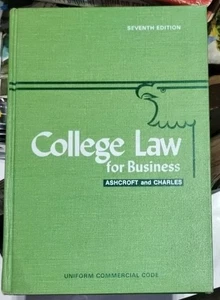 SEVENTH EDITION
College Law
for Business
ASHCROFT and CHARLES
UNIFORM COMMERCIAL CODE